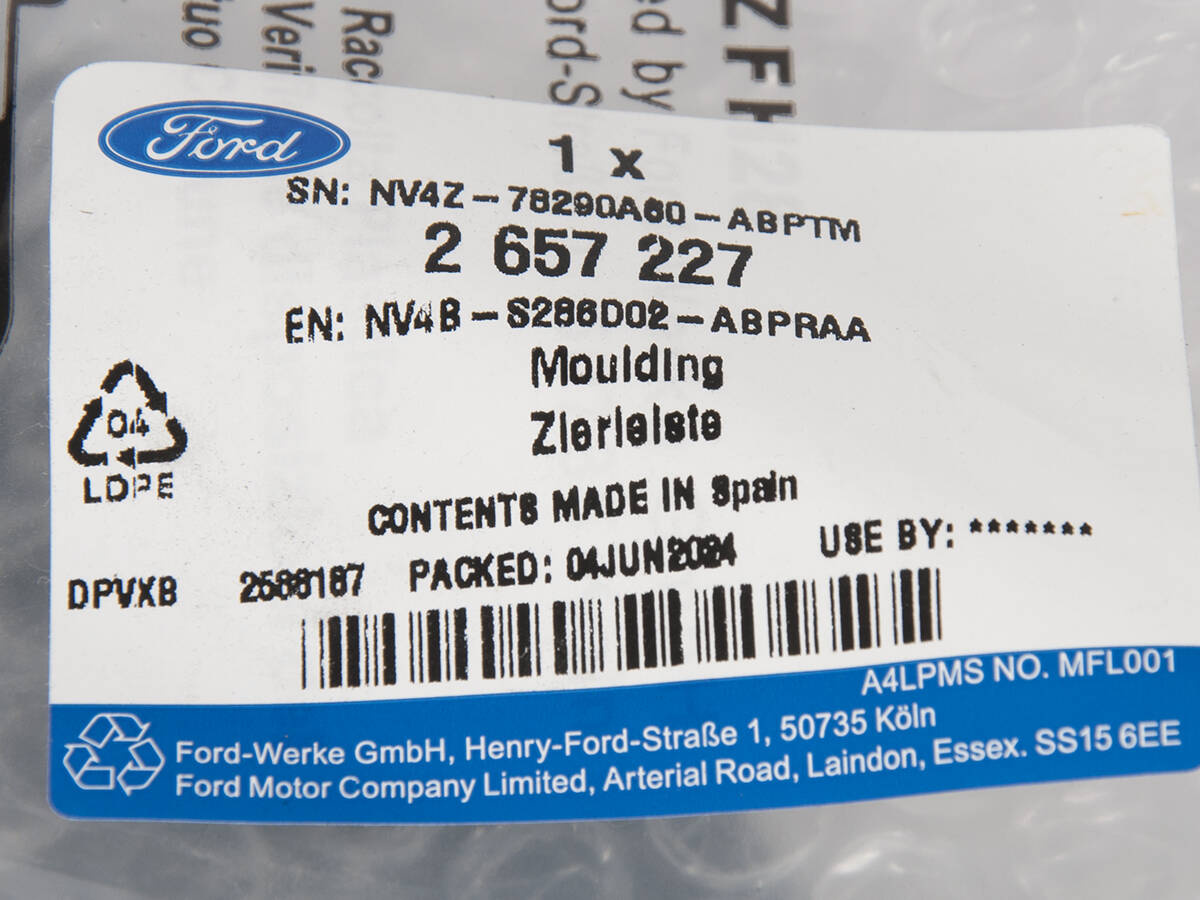 Ford
1 x
SN: NV4Z-78290A60-ABPTM
2 657 227
EN: NV4B-S286D02-ABPRAA
Moulding
Zierleiste
04
LDPE
CONTENTS MADE IN Spain
DPVXB PACKED: 04JUN2024 USE BY: *******
A4LPMS NO. MFL001
Ford-Werke GmbH, Henry-Ford-Straße 1, 50735 Köln
Ford Motor Company Limited, Arterial Road, Laindon, Essex. SS15 6EE
ed by